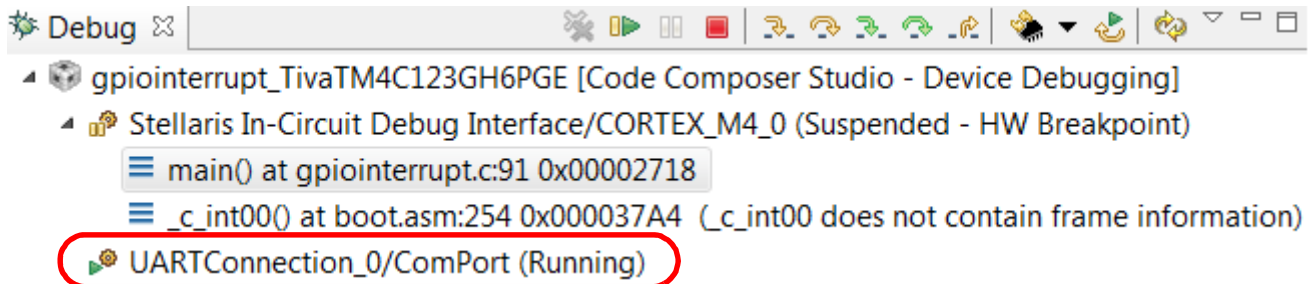 Debug
gpiointerrupt_TivaTM4C123GH6PGE [Code Composer Studio - Device Debugging]
Stellaris In-Circuit Debug Interface/CORTEX_M4_0 (Suspended - HW Breakpoint)
main() at gpiointerrupt.c:91 0x00002718
_c_int00() at boot.asm:254 0x000037A4 (_c_int00 does not contain frame information)
UARTConnection_0/ComPort (Running)